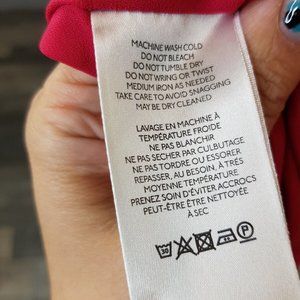 MACHINE WASH COLD
DO NOT BLEACH
DO NOT TUMBLE DRY
DO NOT WRING OR TWIST
MEDIUM IRON AS NEEDED
TAKE CARE TO AVOID SNAGGING
MAY BE DRY CLEANED
LAVAGE EN MACHINE À
TEMPÉRATURE FROIDE
NE PAS BLANCHIR
NE PAS SECHER PAR CULBUTAGE
NE PAS TORDRE OU ESSORER
REPASSER, AU BESOIN, À TRÈS
MOYENNE TEMPÉRATURE
PRENEZ SOIN D'ÉVITER ACCROCS
PEUT-ÊTRE ÊTRE NETTOYÉE
À SEC
30
P